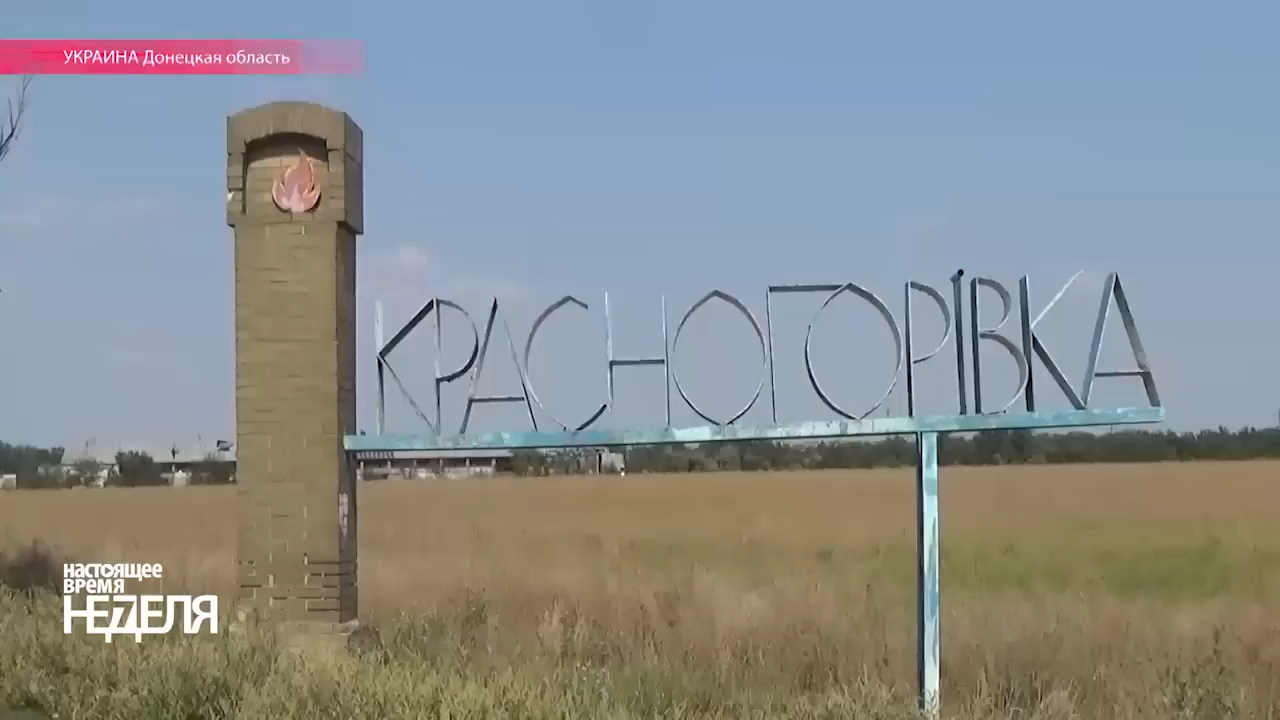 УКРАИНА Донецкая область
КРАСНОГОРІВКА
настоящее
время
НЕДЕЛЯ